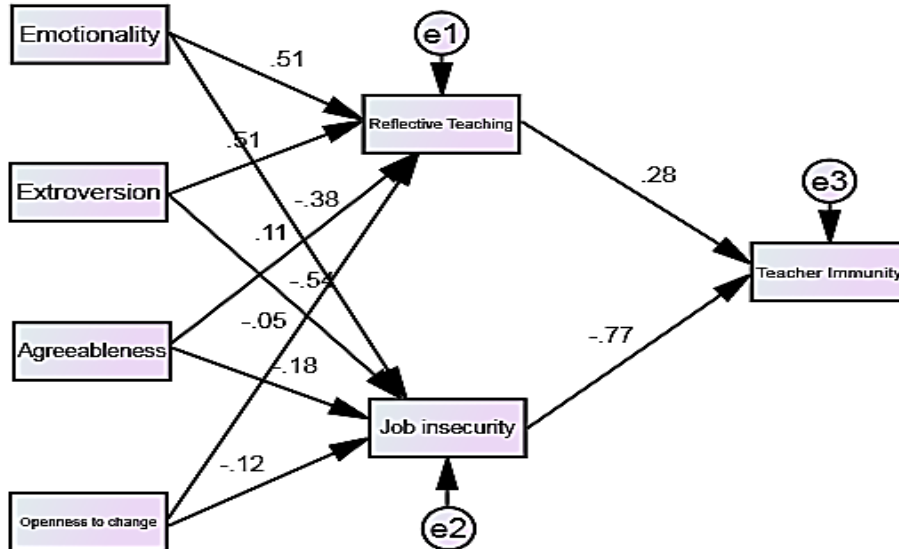 Emotionality
e1
.51
Reflective Teaching
.51
Extroversion
.28
e3
-.38
.11
Teacher Immunity
-.54
-.05
Agreeableness
-.18
-.77
Job insecurity
-.12
Openness to change
e2